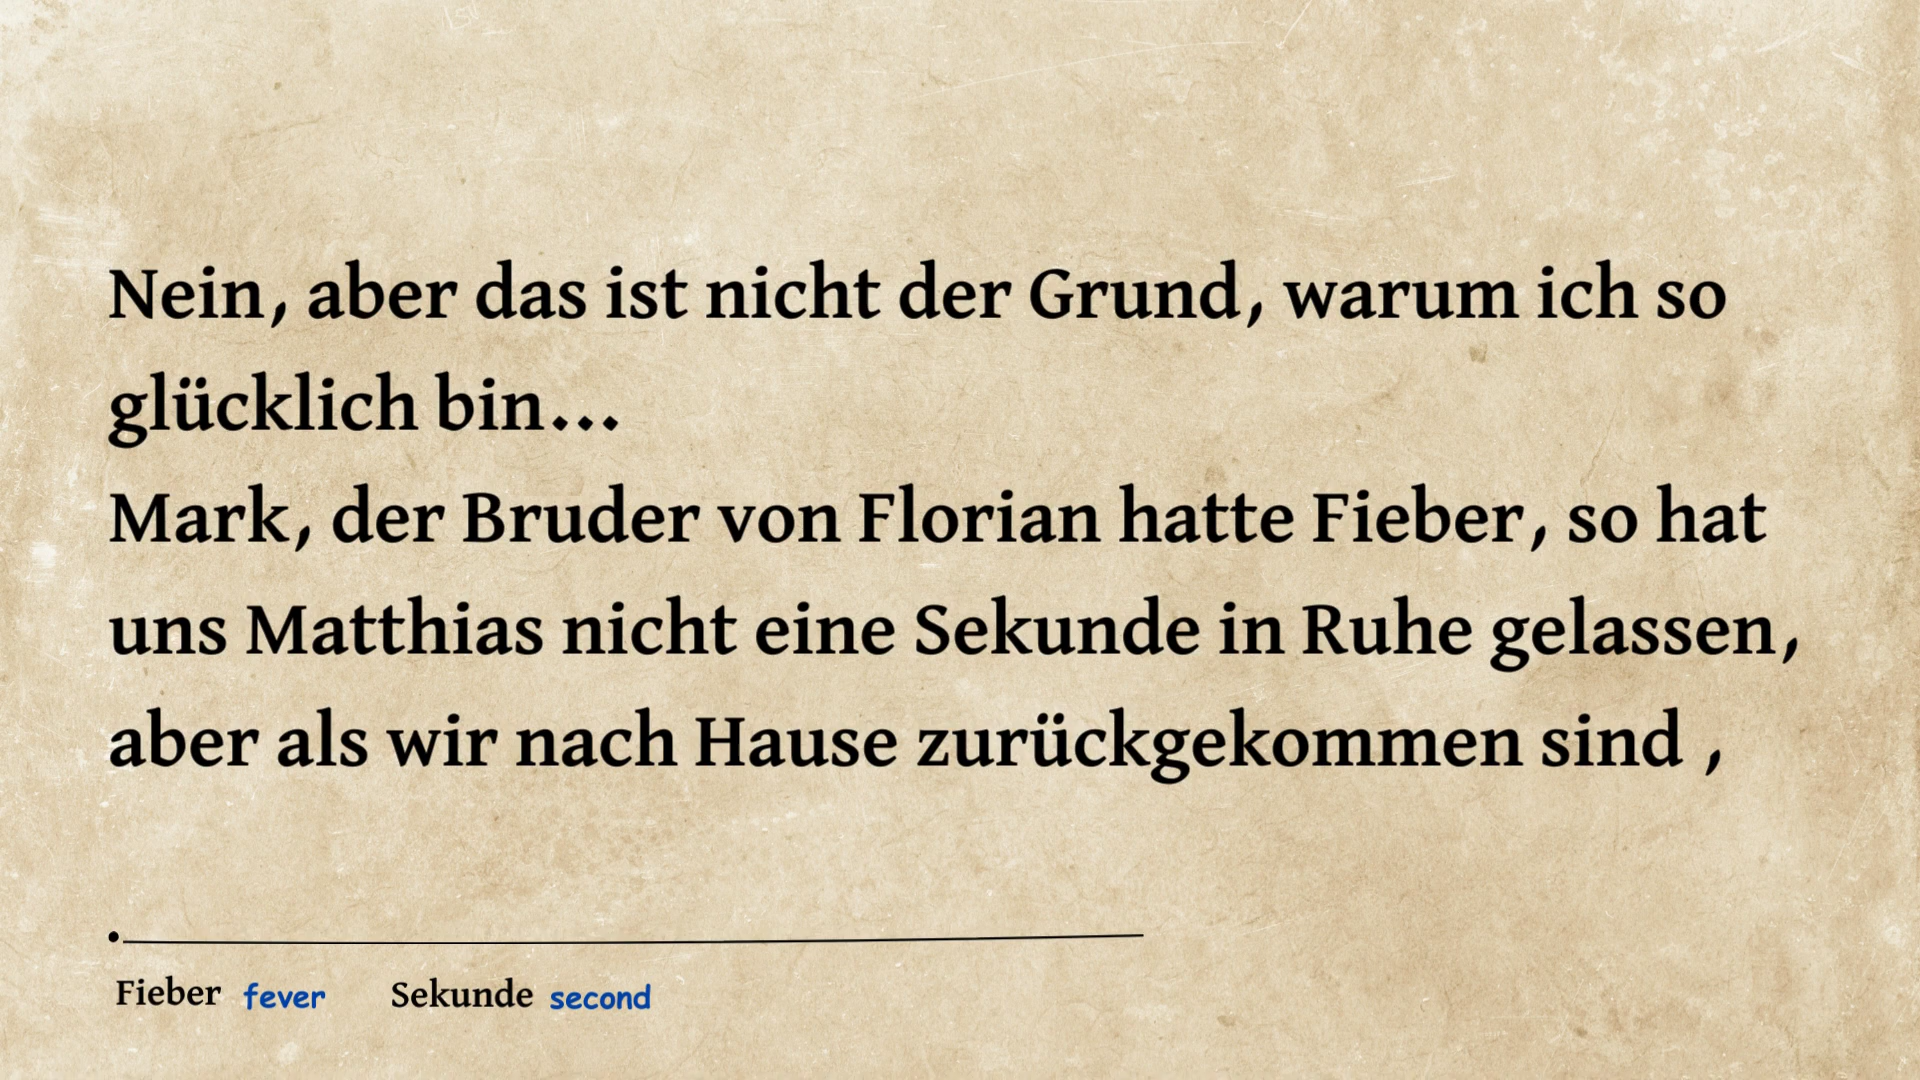 Nein, aber das ist nicht der Grund, warum ich so
glücklich bin...
Mark, der Bruder von Florian hatte Fieber, so hat
uns Matthias nicht eine Sekunde in Ruhe gelassen,
aber als wir nach Hause zurückgekommen sind ,
Fieber fever Sekunde second